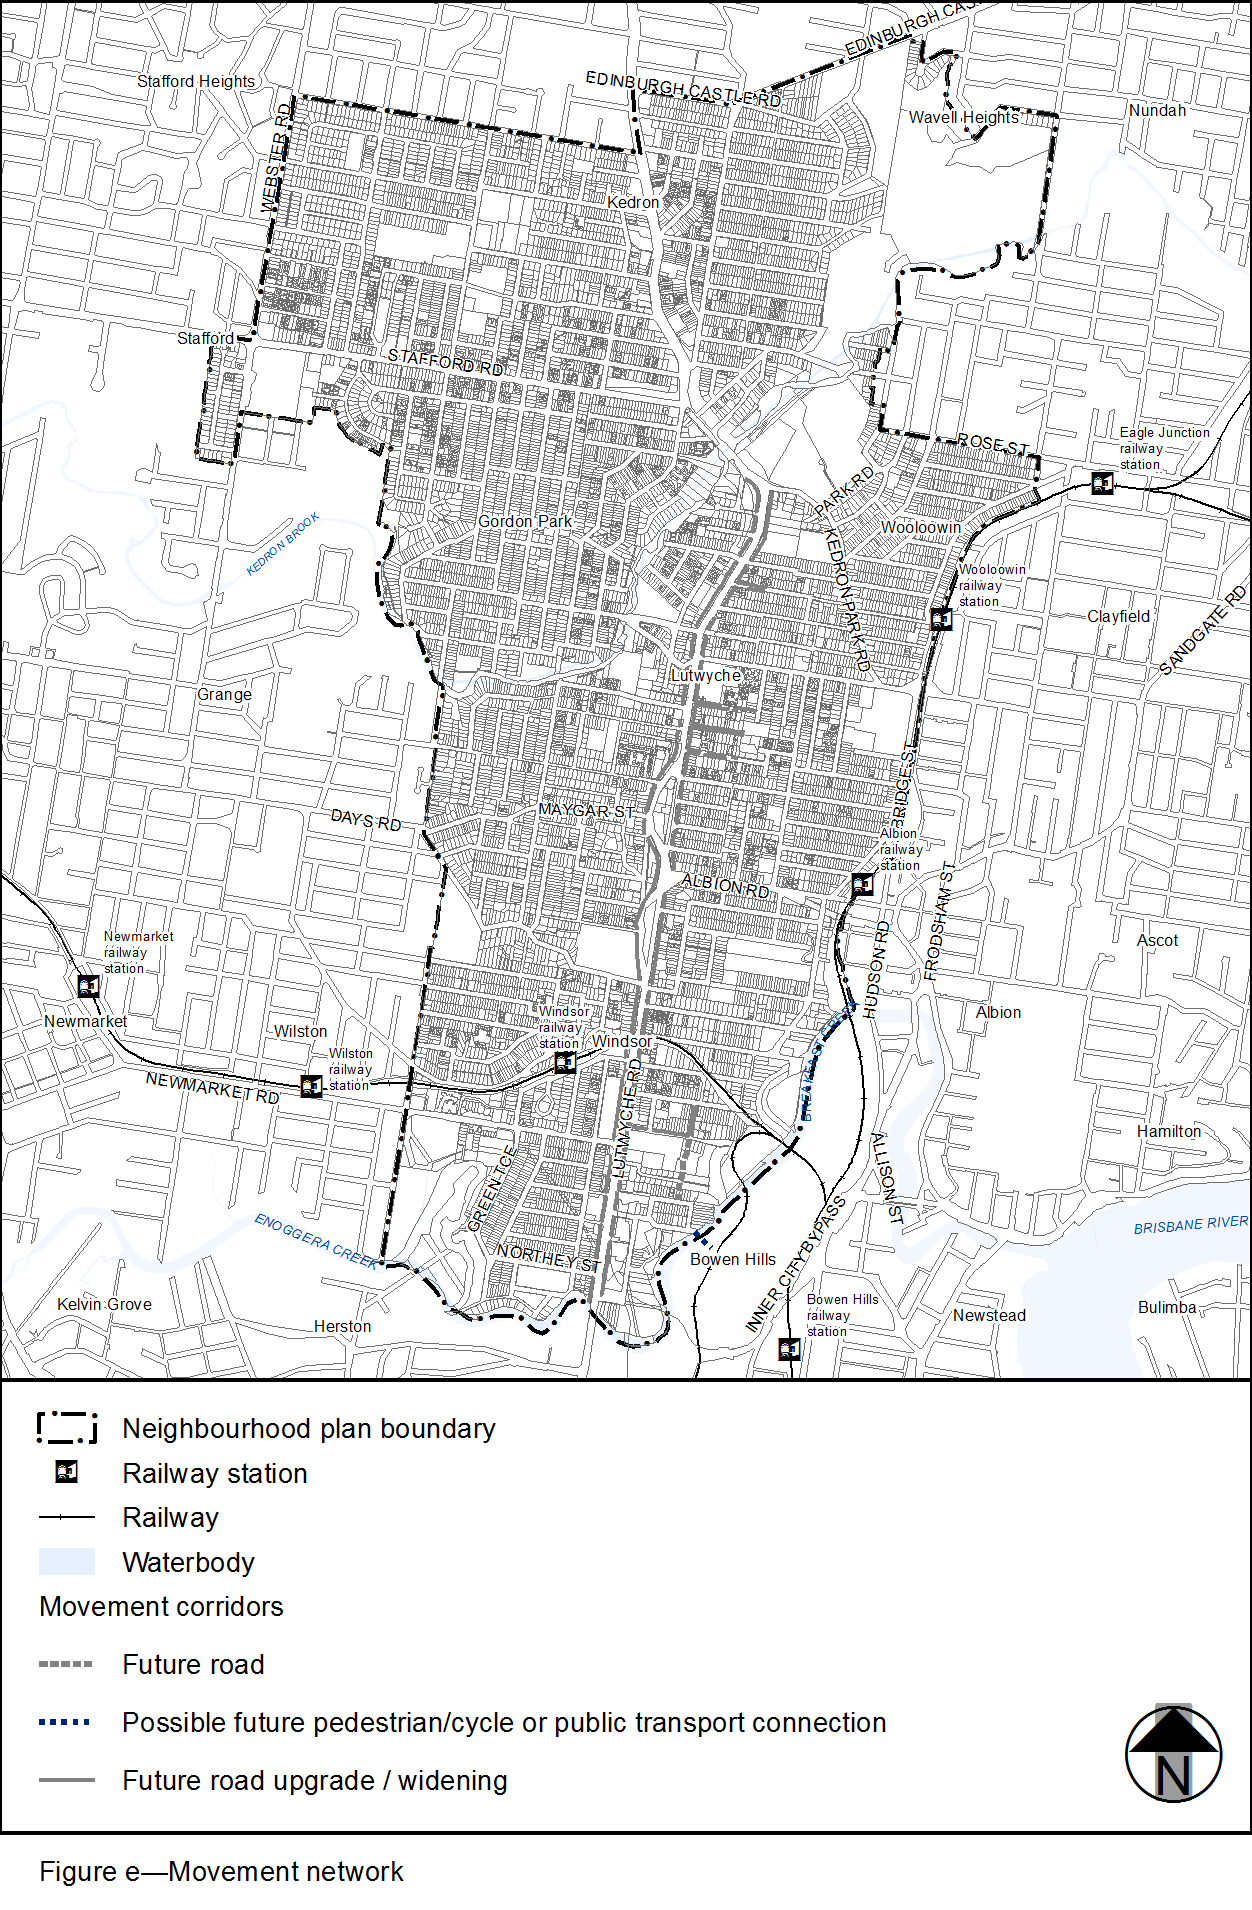 EDINBURGH CAS
Stafford Heights
EDINBURGH CASTLE RD
WEBSTER RD
Wavell Heights
Nundah
Kedron
Stafford
STAFFORD RD
ROSE ST
Eagle Junction
railway
station
PARK RD
Gordon Park
Wooloowin
KEDRON BROOK
KEDRON PARK RD
Wooloowin
railway
station
Clayfield
SANDGATE RD
Grange
Lutwyche
BRIDGE ST
DAYS RD
MAYGAR ST
Albion
railway
station
ALBION RD
FRODSHAM ST
HUDSON RD
Newmarket
railway
station
Ascot
Newmarket
Wilston
Windsor
railway
station
Windsor
Albion
Wilston
railway
station
BREAKFAST CREEK
NEWMARKET RD
LUTWYCHE RD
Hamilton
ALLISON ST
GREEN TCE
ENOGGERA CREEK
BRISBANE RIVER
NORTHEY ST
Bowen Hills
INNER CITY BYPASS
Kelvin Grove
Herston
Bowen Hills
railway
station
Newstead
Bulimba
Neighbourhood plan boundary
Railway station
Railway
Waterbody
Movement corridors
Future road
Possible future pedestrian/cycle or public transport connection
Future road upgrade / widening
N
Figure e—Movement network